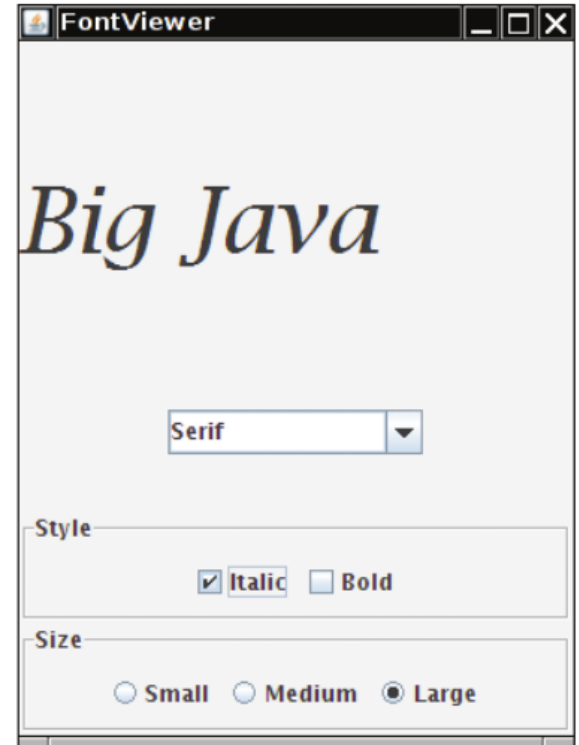 FontViewer
Big Java
Serif
Style
Italic Bold
Size
Small Medium Large